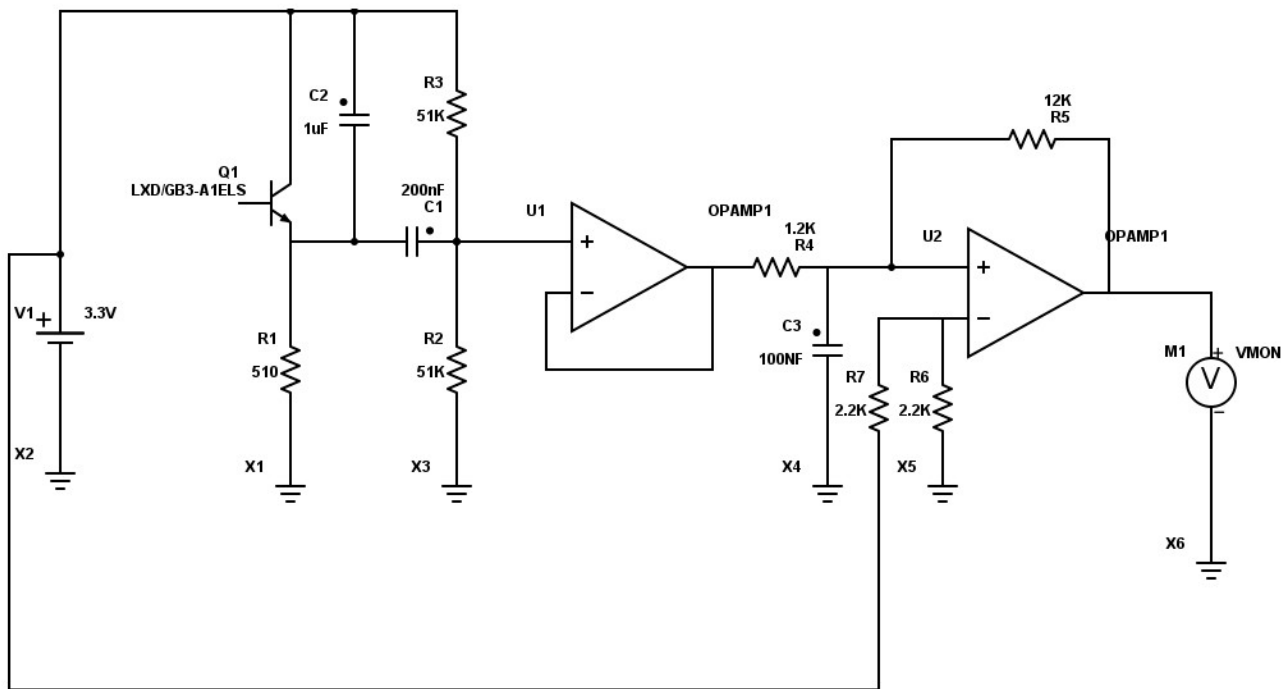 12K
R5
R3
51K
C2
1uF
Q1
LXD/GB3-A1ELS
200nF
C1
U1
OPAMP1
1.2K
R4
U2
OPAMP1
V1
+
3.3V
R1
510
R2
51K
+
−
C3
100NF
+
−
R7
2.2K
R6
2.2K
M1
+
V
−
VMON
X2
X1
X3
X4
X5
X6